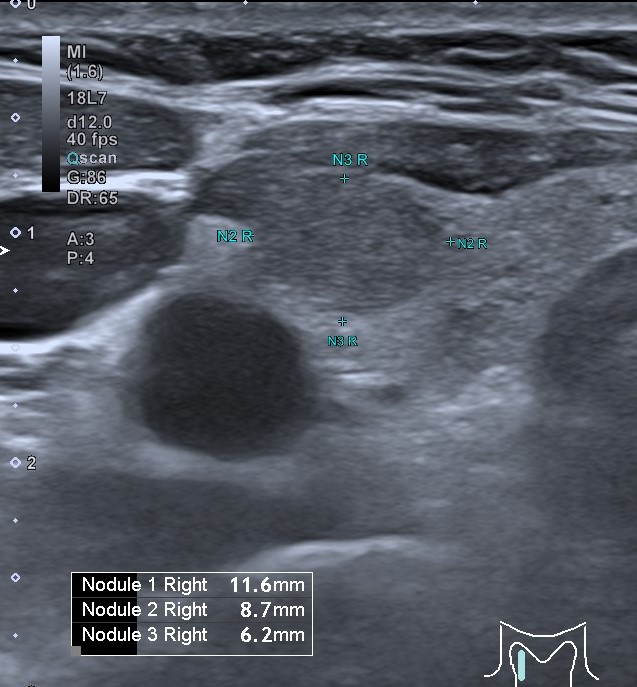 0
MI
(1.6)
18L7
d12.0
40 fps
Qscan
G:86
DR:65
N3 R
1
A:3
P:4
N2 R
N2 R
N3 R
2
Nodule 1 Right 11.6mm
Nodule 2 Right 8.7mm
Nodule 3 Right 6.2mm